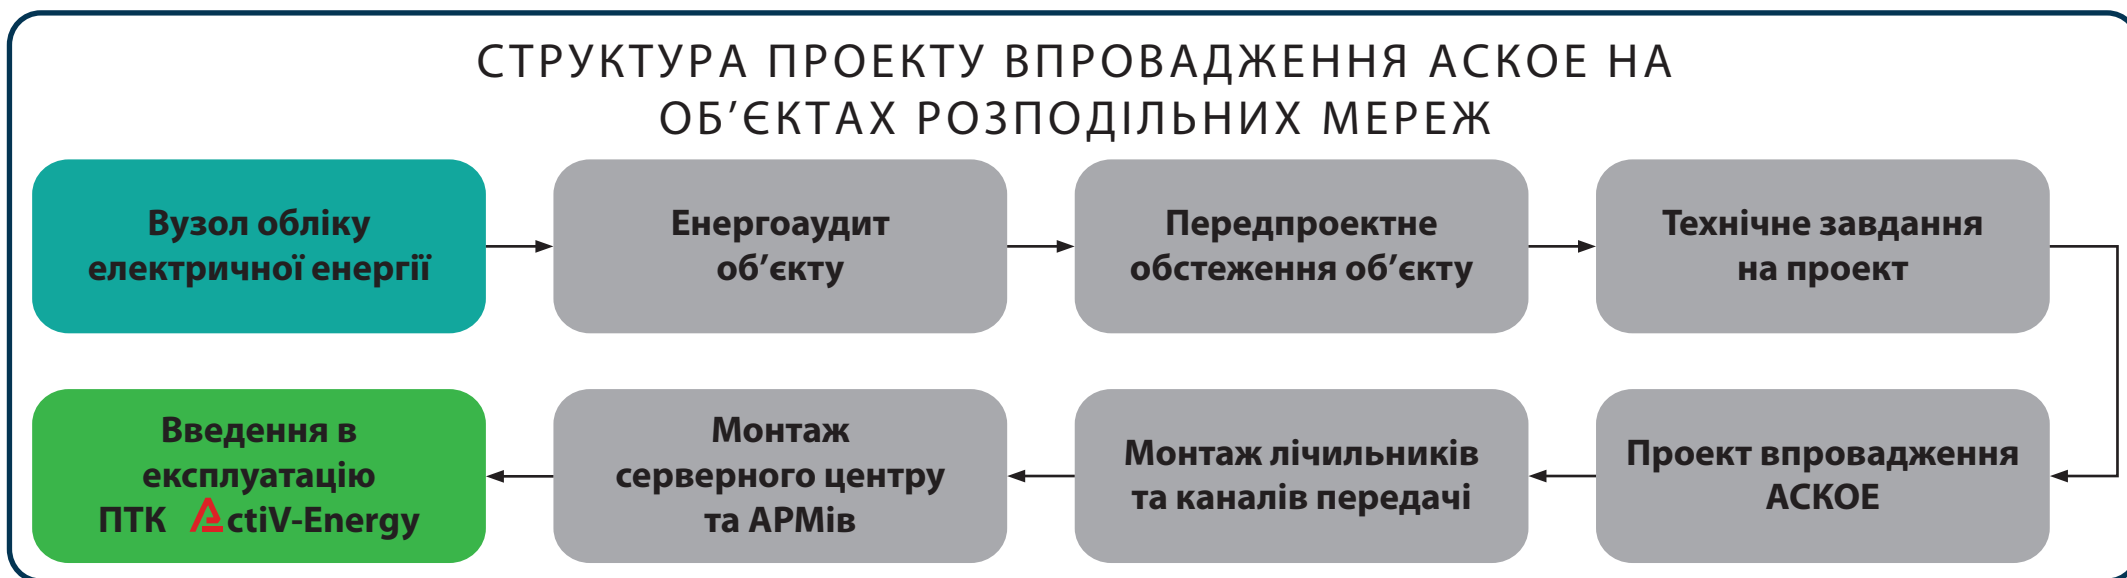 СТРУКТУРА ПРОЕКТУ ВПРОВАДЖЕННЯ АСКОЕ НА
ОБ’ЄКТАХ РОЗПОДІЛЬНИХ МЕРЕЖ
Вузол обліку
електричної енергії
Енергоаудит
об’єкту
Передпроектне
обстеження об’єкту
Технічне завдання
на проект
Введення в
експлуатацію
ПТК ActiV-Energy
Монтаж
серверного центру
та АРМів
Монтаж лічильників
та каналів передачі
Проект впровадження
АСКОЕ